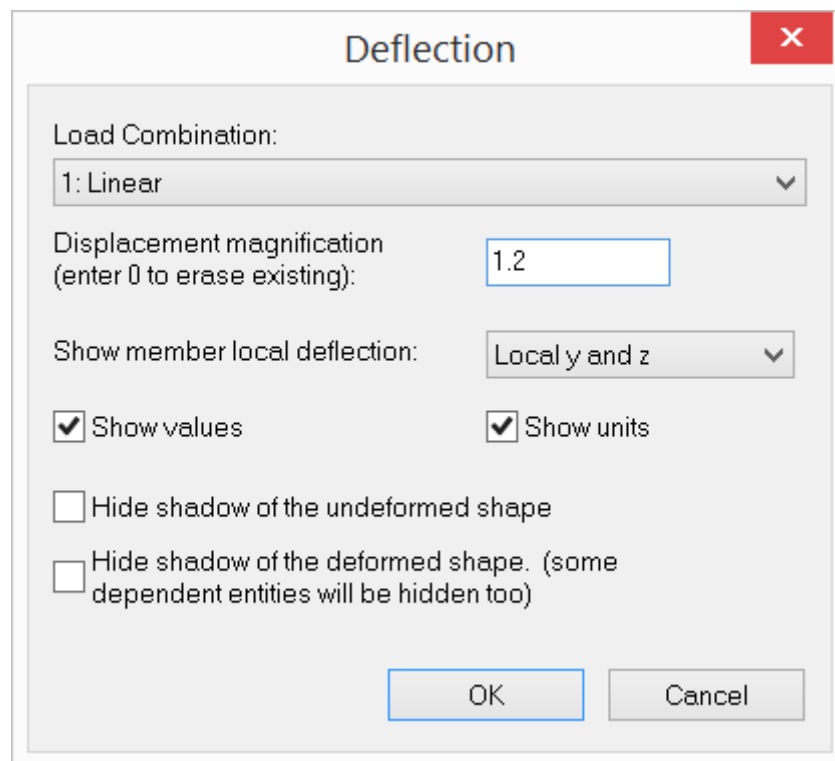 Deflection
Load Combination:
1: Linear
Displacement magnification
(enter 0 to erase existing):
1.2
Show member local deflection:
Local y and z
Show values
Show units
Hide shadow of the undeformed shape
Hide shadow of the deformed shape.  (some
dependent entities will be hidden too)
OK
Cancel